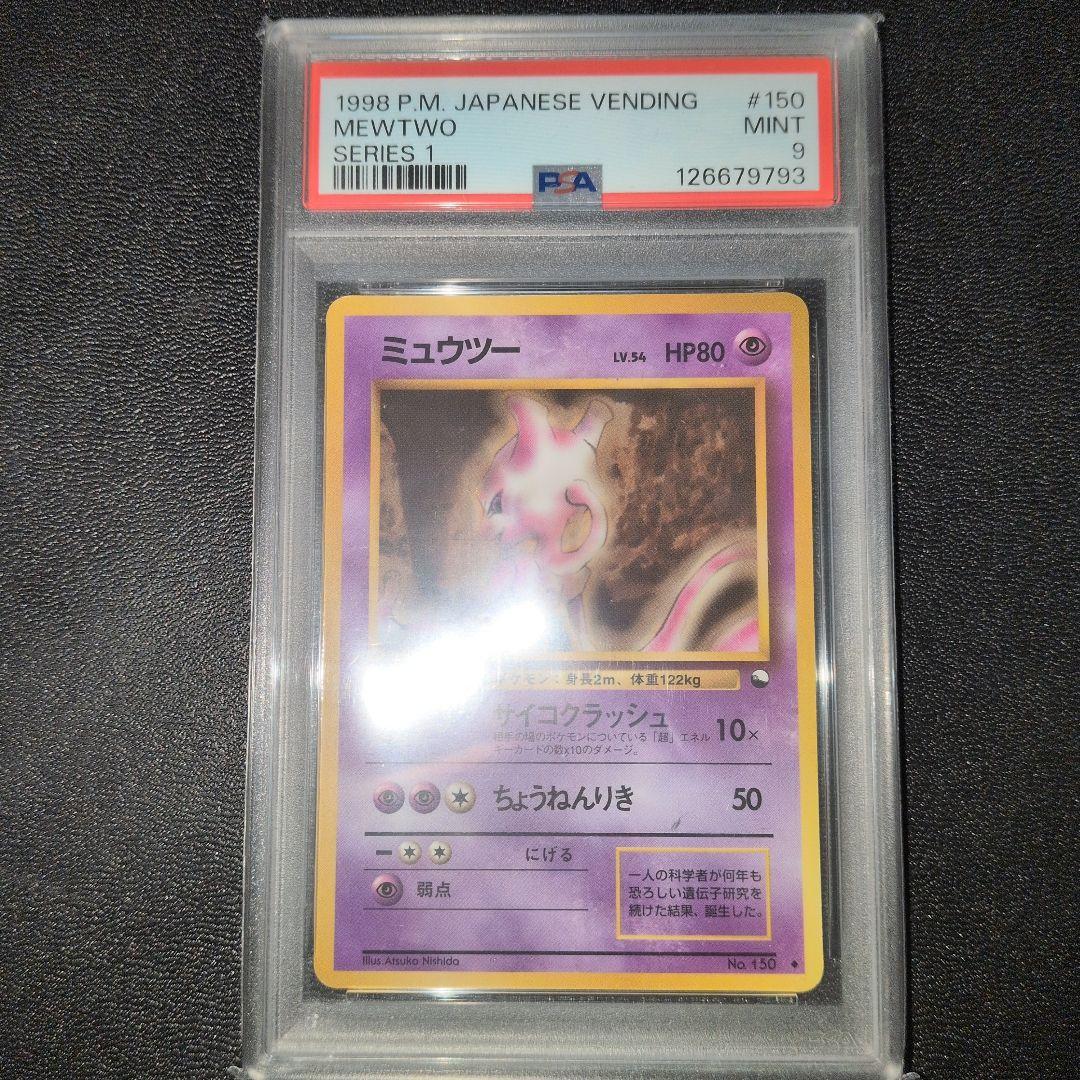 1998 P.M. JAPANESE VENDING #150
MEWTWO MINT
SERIES 1 9
PSA 126679793
ミュウツー LV.54 HP80
ポケモン：身長2m、体重122kg
サイコクラッシュ 10×
相手の場のポケモンについている「超」エネル
ギーカードの数x10のダメージ。
ちょうねんりき 50
にげる
弱点
一人の科学者が何年も
恐ろしい遺伝子研究を
続けた結果、誕生した。
Illus. Atsuko Nishida No. 150